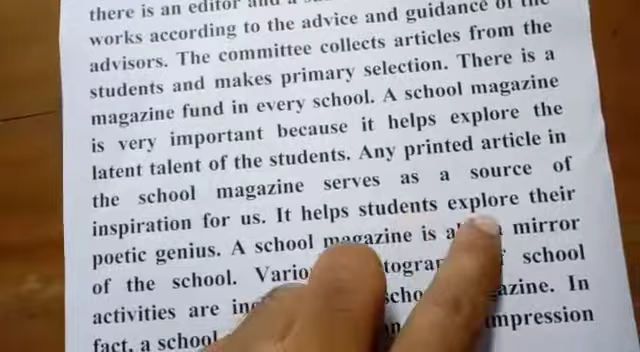 there is an editor and a
works according to the advice and guidance of the
advisors. The committee collects articles from the
students and makes primary selection. There is a
magazine fund in every school. A school magazine
is very important because it helps explore the
latent talent of the students. Any printed article in
the school magazine serves as a source of
inspiration for us. It helps students explore their
poetic genius. A school magazine is a mirror
of the school. school
activities are
fact, a school impression